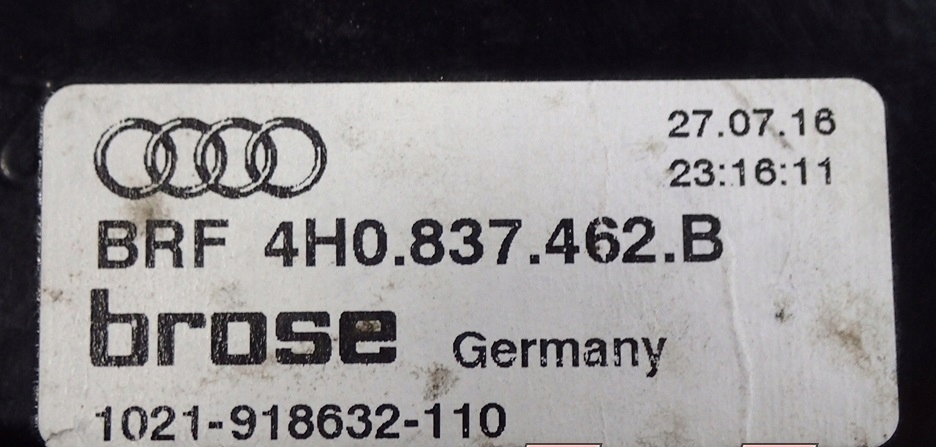 27.07.16
23:16:11
BRF 4H0.837.462.B
brose Germany
1021-918632-110